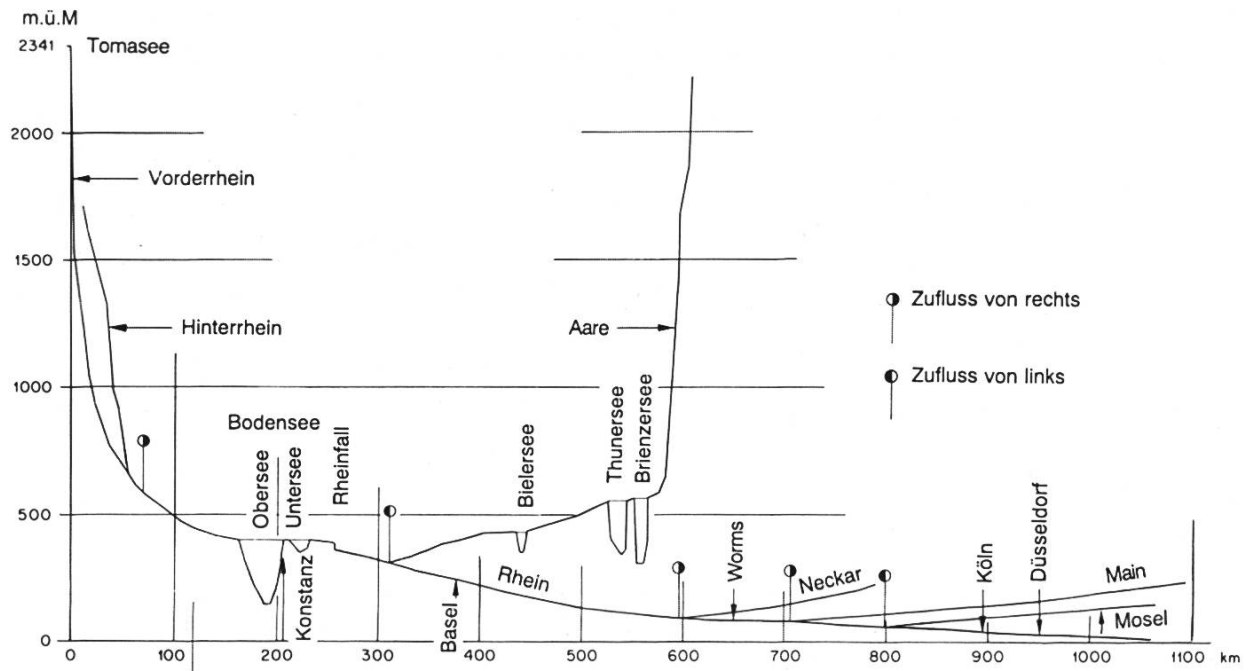 m.ü.M
2341 Tomasee
2000
Vorderrhein
1500
Hinterrhein
Aare
Zufluss von rechts
Zufluss von links
1000
Bodensee
Obersee
Untersee
Rheinfall
Bielersee
Thunersee
Brienzersee
500
Konstanz
Basel
Rhein
Worms
Neckar
Köln
Düsseldorf
Main
Mosel
0
0 100 200 300 400 500 600 700 800 900 1000 1100 km